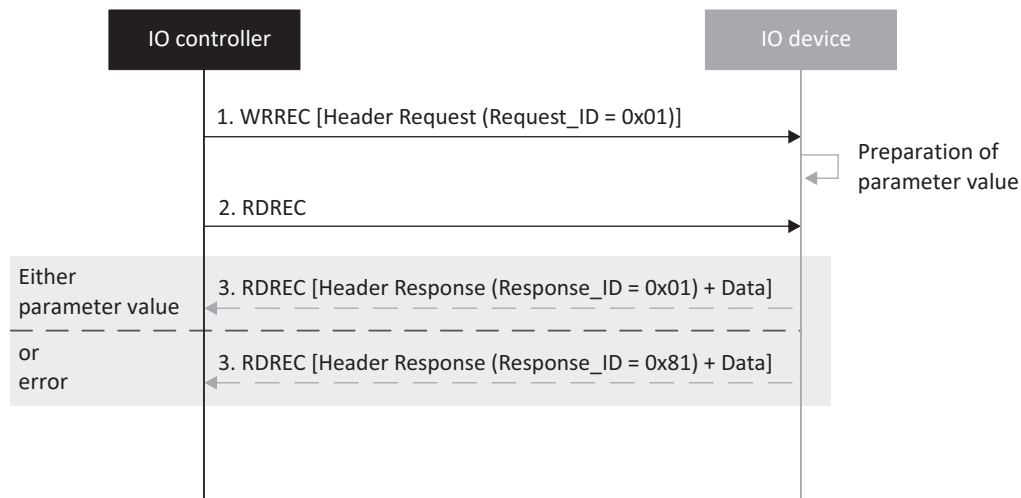 IO controller
IO device
1. WRREC [Header Request (Request_ID = 0x01)]
Preparation of
parameter value
2. RDREC
Either
parameter value
3. RDREC [Header Response (Response_ID = 0x01) + Data]
or
error
3. RDREC [Header Response (Response_ID = 0x81) + Data]